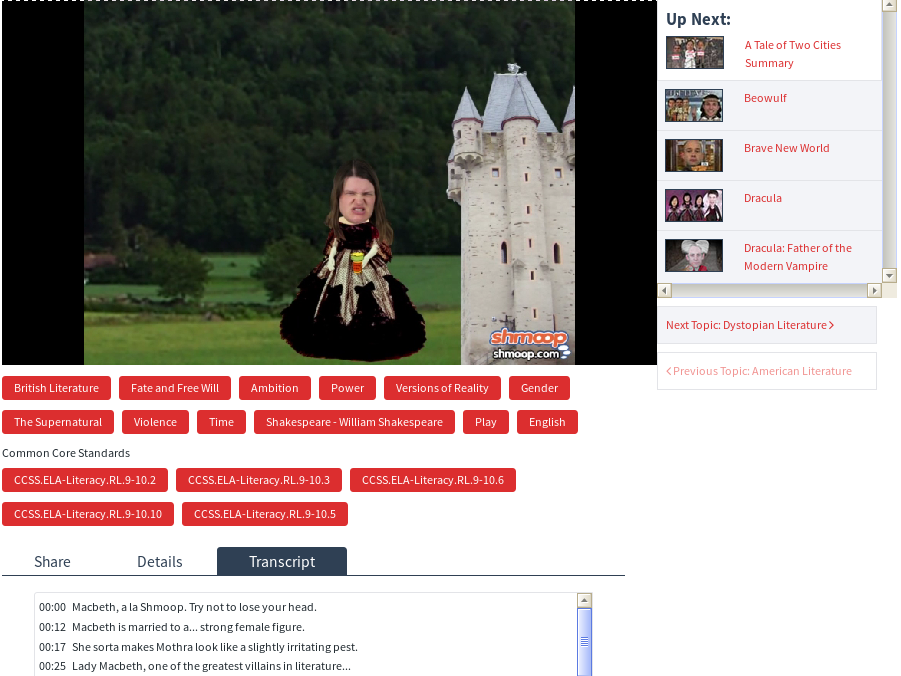 shmoop
shmoop.com
Up Next:
A Tale of Two Cities
Summary
Beowulf
Brave New World
Dracula
Dracula: Father of the
Modern Vampire
Next Topic: Dystopian Literature
Previous Topic: American Literature
British Literature
Fate and Free Will
Ambition
Power
Versions of Reality
Gender
The Supernatural
Violence
Time
Shakespeare - William Shakespeare
Play
English
Common Core Standards
CCSS.ELA-Literacy.RL.9-10.2
CCSS.ELA-Literacy.RL.9-10.3
CCSS.ELA-Literacy.RL.9-10.6
CCSS.ELA-Literacy.RL.9-10.10
CCSS.ELA-Literacy.RL.9-10.5
Share
Details
Transcript
00:00 Macbeth, a la Shmoop. Try not to lose your head.
00:12 Macbeth is married to a... strong female figure.
00:17 She sorta makes Mothra look like a slightly irritating pest.
00:25 Lady Macbeth, one of the greatest villains in literature...